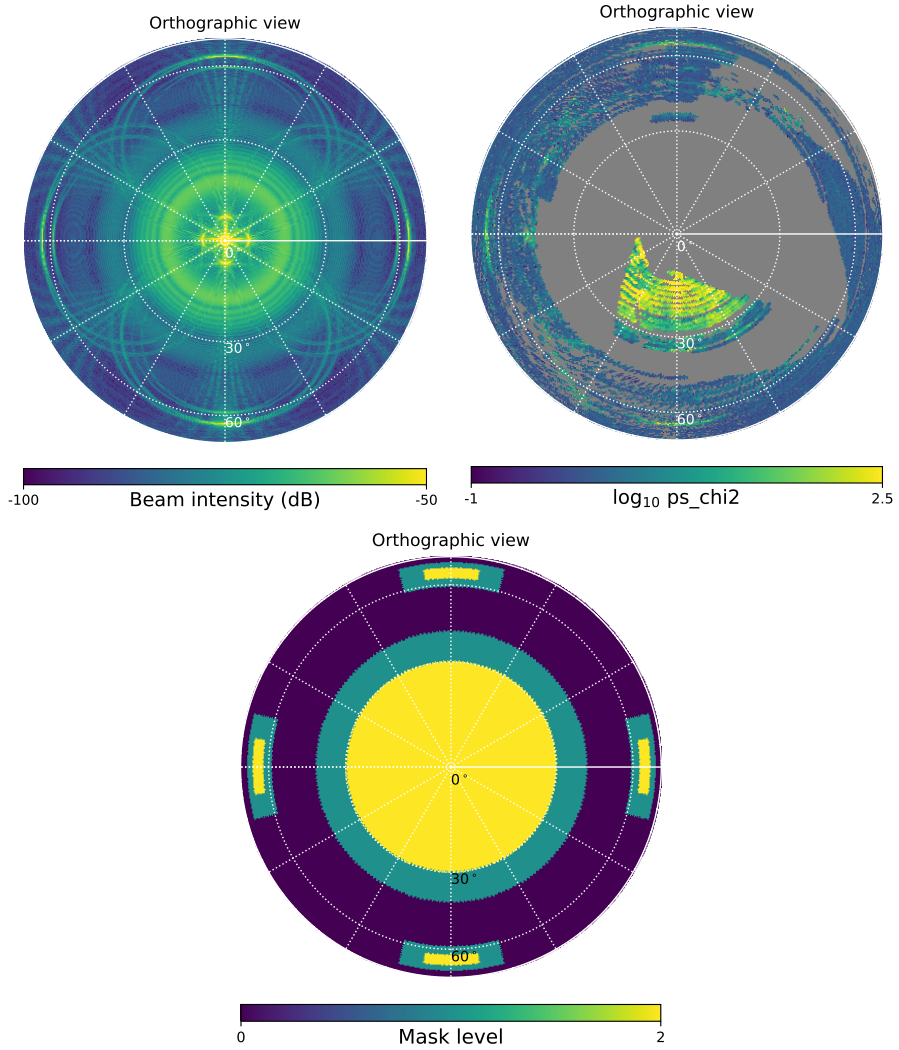 Orthographic view
0°
30°
60°
-100
-50
Beam intensity (dB)
Orthographic view
0°
30°
60°
-1
2.5
log₁₀ ps_chi2
Orthographic view
0°
30°
60°
0
2
Mask level